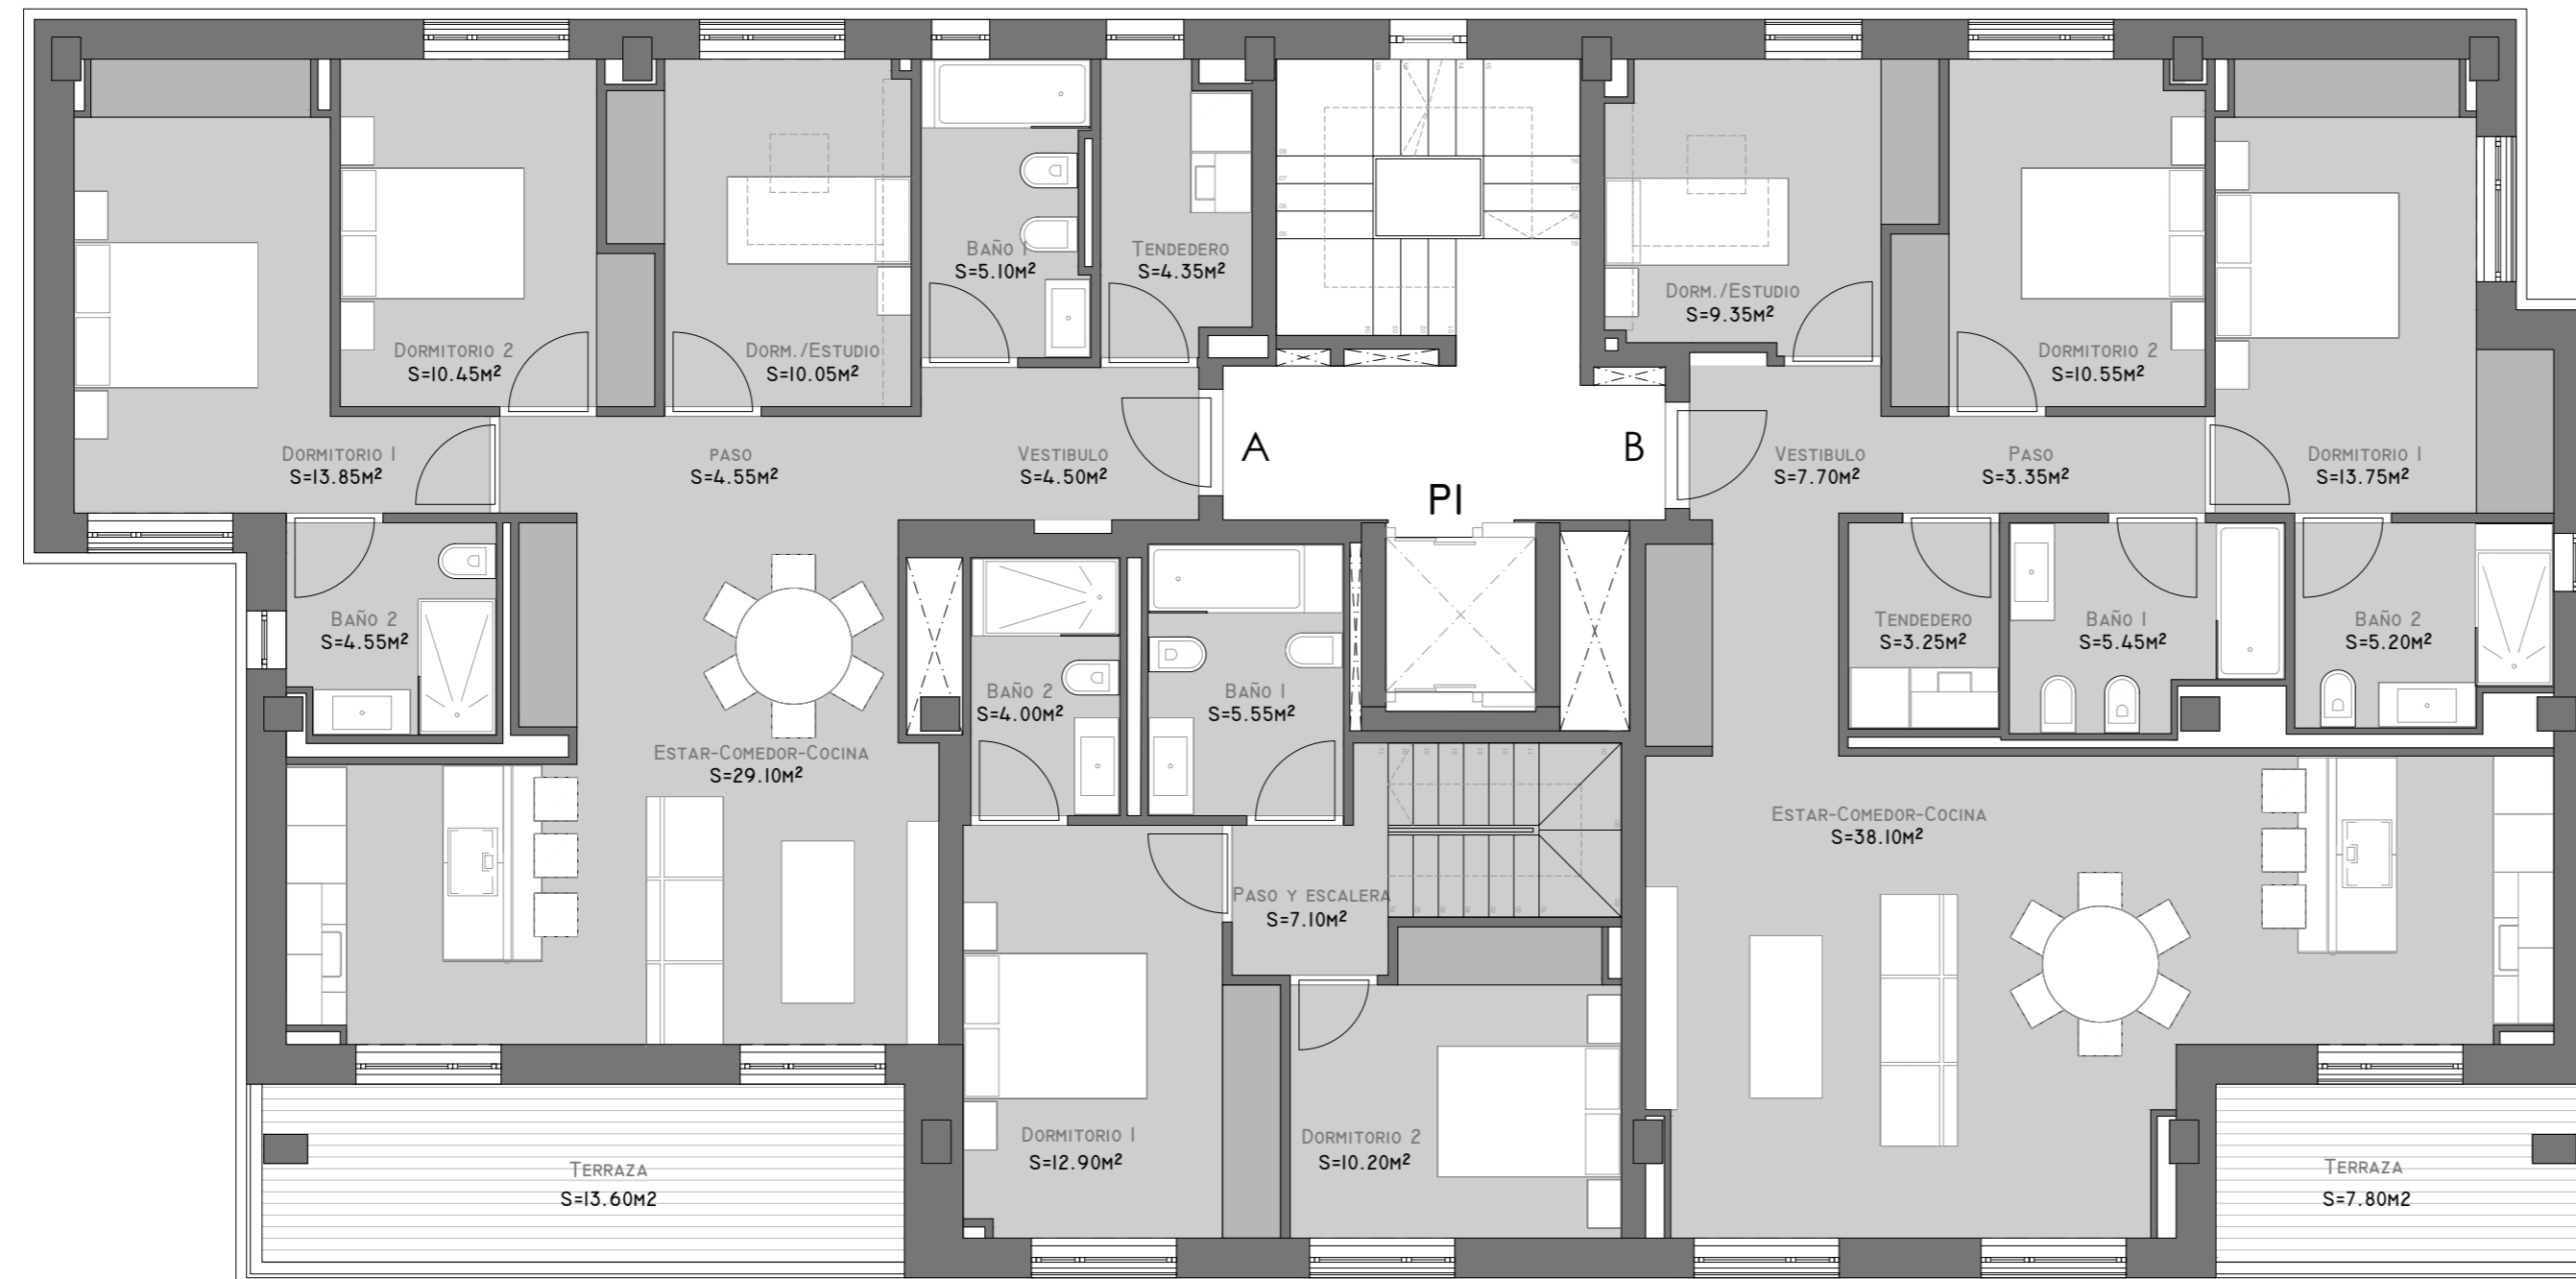 Baño 1
S=5.10m²
Tendedero
S=4.35m²
Dorm./Estudio
S=9.35m²
Dormitorio 2
S=10.45m²
Dorm./Estudio
S=10.05m²
Dormitorio 2
S=10.55m²
Dormitorio 1
S=13.85m²
paso
S=4.55m²
Vestibulo
S=4.50m²
A
B
P1
Vestibulo
S=7.70m²
Paso
S=3.35m²
Dormitorio 1
S=13.75m²
Baño 2
S=4.55m²
Tendedero
S=3.25m²
Baño 1
S=5.45m²
Baño 2
S=5.20m²
Baño 2
S=4.00m²
Baño 1
S=5.55m²
Estar-Comedor-Cocina
S=29.10m²
Estar-Comedor-Cocina
S=38.10m²
Paso y escalera
S=7.10m²
Dormitorio 1
S=12.90m²
Dormitorio 2
S=10.20m²
Terraza
S=13.60m2
Terraza
S=7.80m2